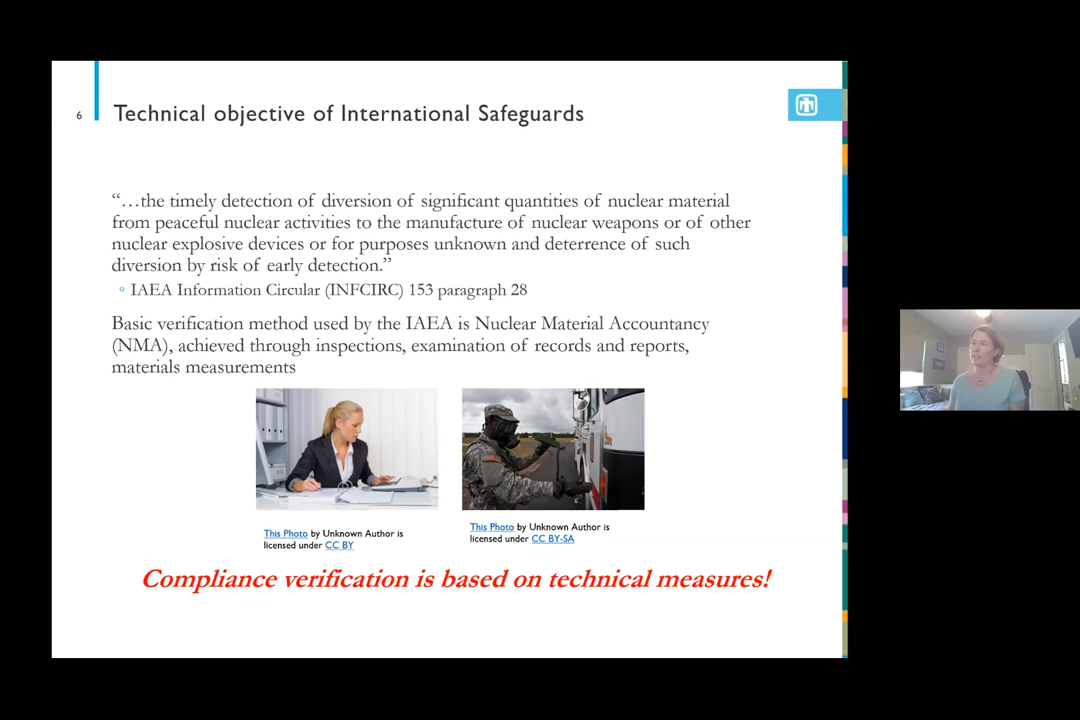 6
Technical objective of International Safeguards
“…the timely detection of diversion of significant quantities of nuclear material
from peaceful nuclear activities to the manufacture of nuclear weapons or of other
nuclear explosive devices or for purposes unknown and deterrence of such
diversion by risk of early detection.”
◦ IAEA Information Circular (INFCIRC) 153 paragraph 28
Basic verification method used by the IAEA is Nuclear Material Accountancy
(NMA), achieved through inspections, examination of records and reports,
materials measurements
This Photo by Unknown Author is
licensed under CC BY
This Photo by Unknown Author is
licensed under CC BY-SA
Compliance verification is based on technical measures!